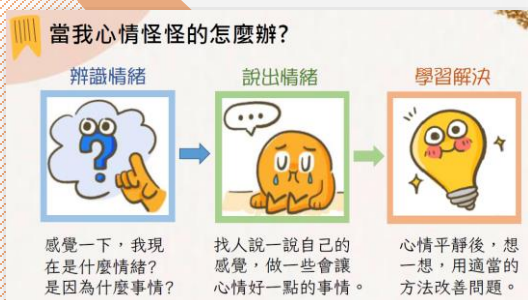 當我心情怪怪的怎麼辦?
辨識情緒
說出情緒
學習解決
感覺一下，我現
在是什麼情緒?
是因為什麼事情?
找人說一說自己的
感覺，做一些會讓
心情好一點的事情。
心情平靜後，想
一想，用適當的
方法改善問題。